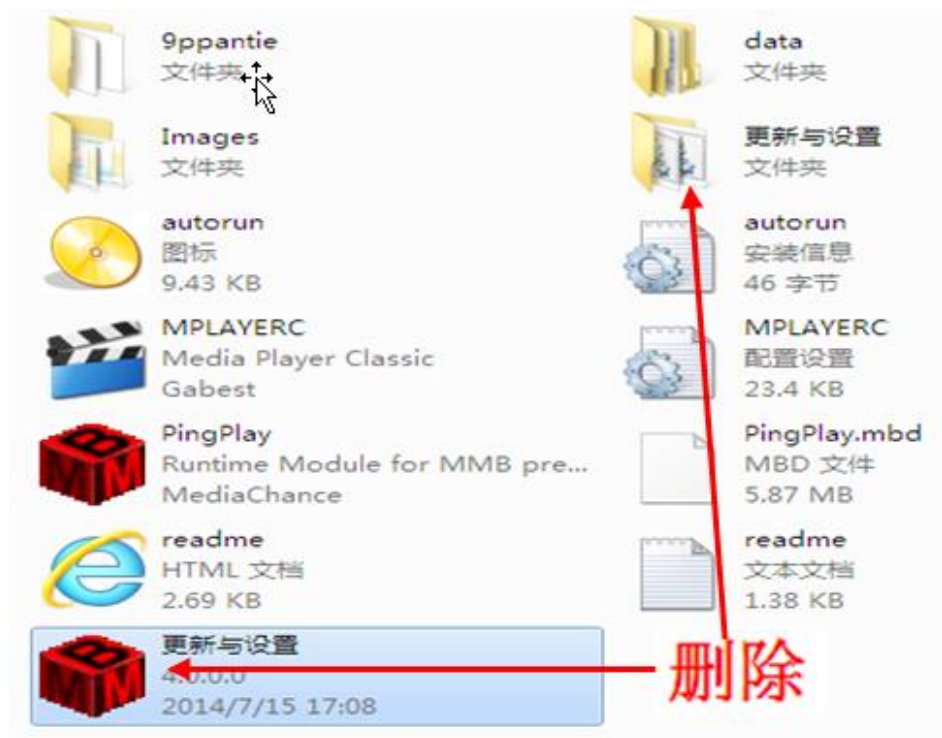 9ppantie
文件夹
data
文件夹
Images
文件夹
更新与设置
文件夹
autorun
图标
9.43 KB
autorun
安装信息
46 字节
MPLAYERC
Media Player Classic
Gabest
MPLAYERC
配置设置
23.4 KB
PingPlay
Runtime Module for MMB pre...
MediaChance
PingPlay.mbd
MBD 文件
5.87 MB
readme
HTML 文档
2.69 KB
readme
文本文档
1.38 KB
更新与设置
4.0.0.0
2014/7/15 17:08
删除